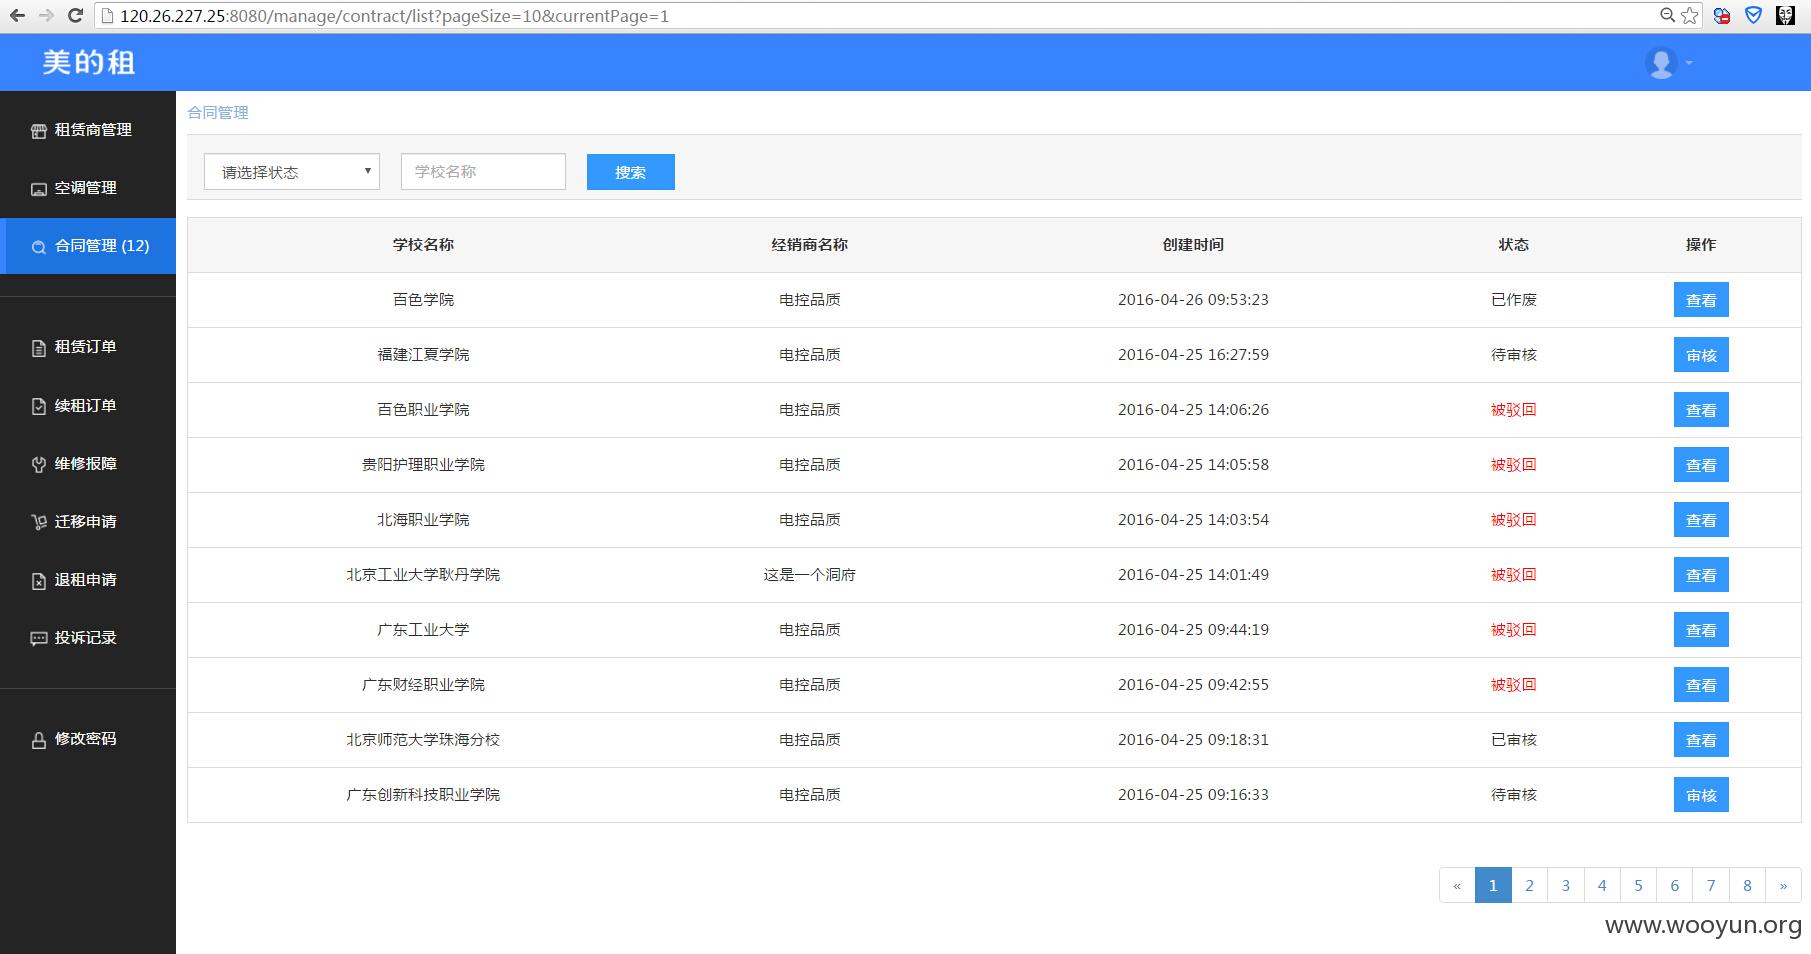 120.26.227.25:8080/manage/contract/list?pageSize=10&currentPage=1
美的租
租赁商管理
空调管理
合同管理 (12)
租赁订单
续租订单
维修报障
迁移申请
退租申请
投诉记录
修改密码
合同管理
请选择状态 学校名称 搜索
学校名称 经销商名称 创建时间 状态 操作
百色学院 电控品质 2016-04-26 09:53:23 已作废 查看
福建江夏学院 电控品质 2016-04-25 16:27:59 待审核 审核
百色职业学院 电控品质 2016-04-25 14:06:26 被驳回 查看
贵阳护理职业学院 电控品质 2016-04-25 14:05:58 被驳回 查看
北海职业学院 电控品质 2016-04-25 14:03:54 被驳回 查看
北京工业大学耿丹学院 这是一个洞府 2016-04-25 14:01:49 被驳回 查看
广东工业大学 电控品质 2016-04-25 09:44:19 被驳回 查看
广东财经职业学院 电控品质 2016-04-25 09:42:55 被驳回 查看
北京师范大学珠海分校 电控品质 2016-04-25 09:18:31 已审核 查看
广东创新科技职业学院 电控品质 2016-04-25 09:16:33 待审核 审核
« 1 2 3 4 5 6 7 8 »
www.wooyun.org